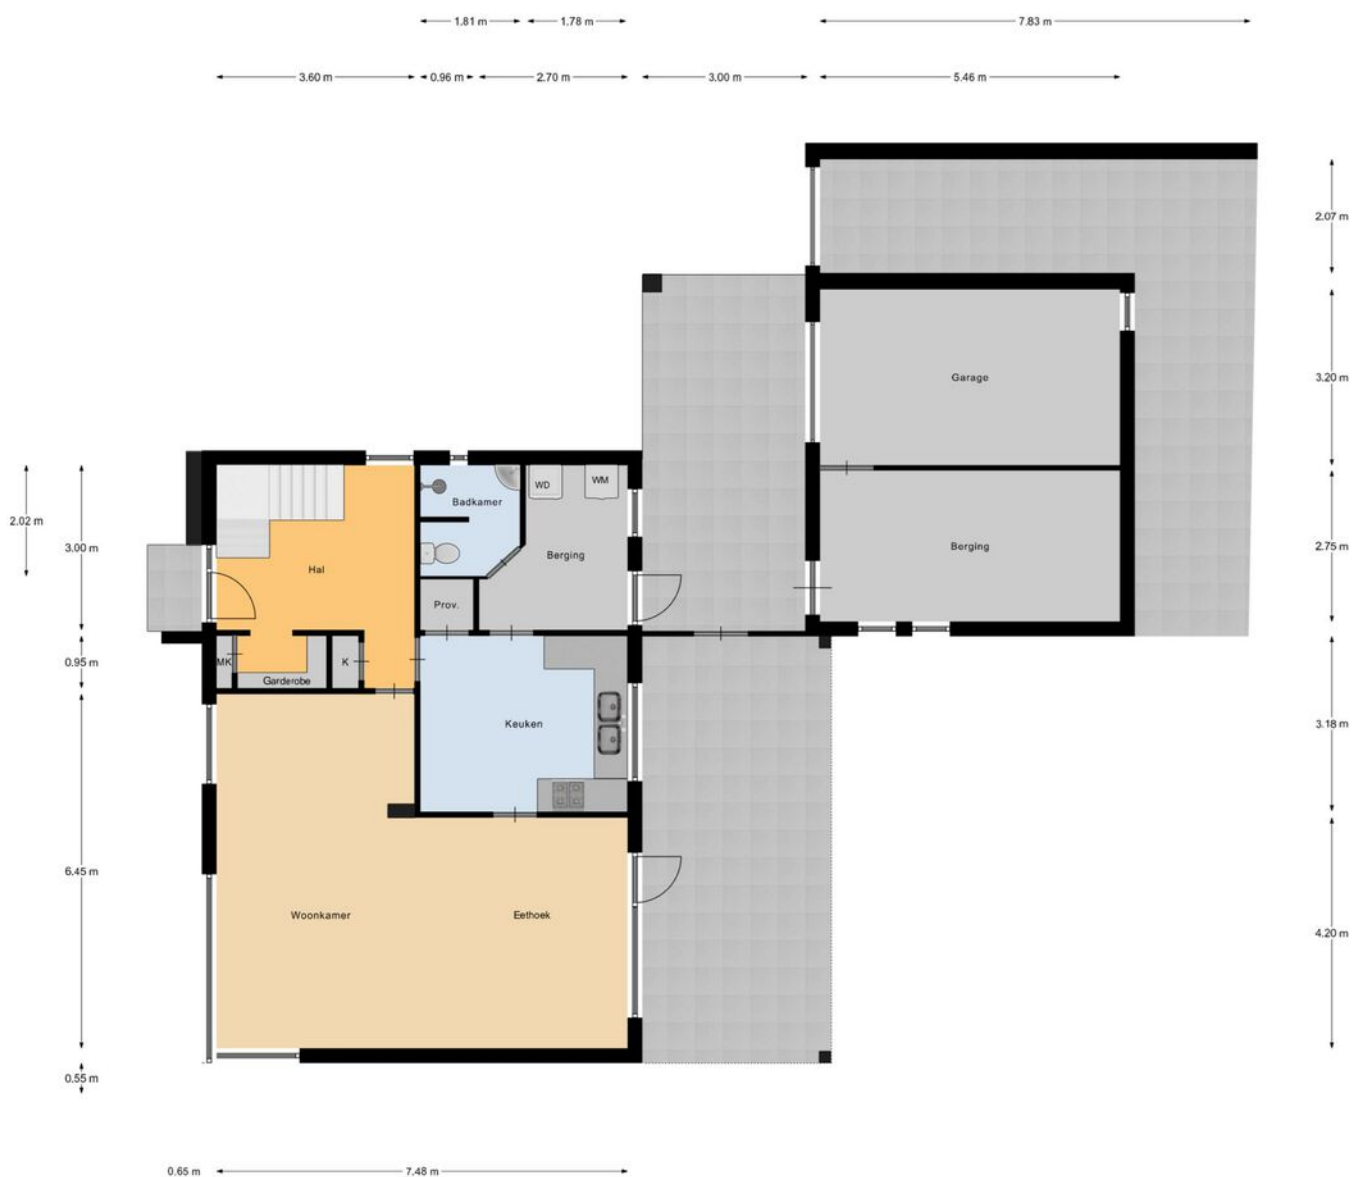 1.81 m
1.78 m
7.83 m
3.60 m
0.96 m
2.70 m
3.00 m
5.46 m
2.07 m
3.20 m
Garage
WD
WM
Badkamer
2.02 m
3.00 m
Berging
Berging
2.75 m
Hal
Prov.
MK
K
0.95 m
Garderobe
Keuken
3.18 m
6.45 m
Woonkamer
Eethoek
4.20 m
0.55 m
0.65 m
7.48 m